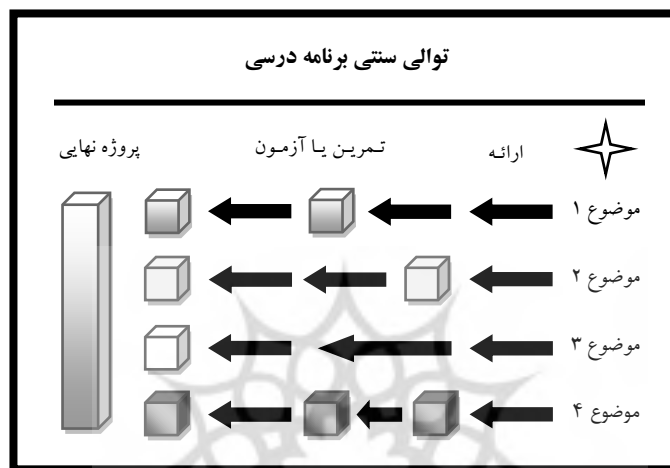 توالی سنتی برنامه درسی
ارائه تمرین یا آزمون پروژه نهایی
موضوع ۱
موضوع ۲
موضوع ۳
موضوع ۴